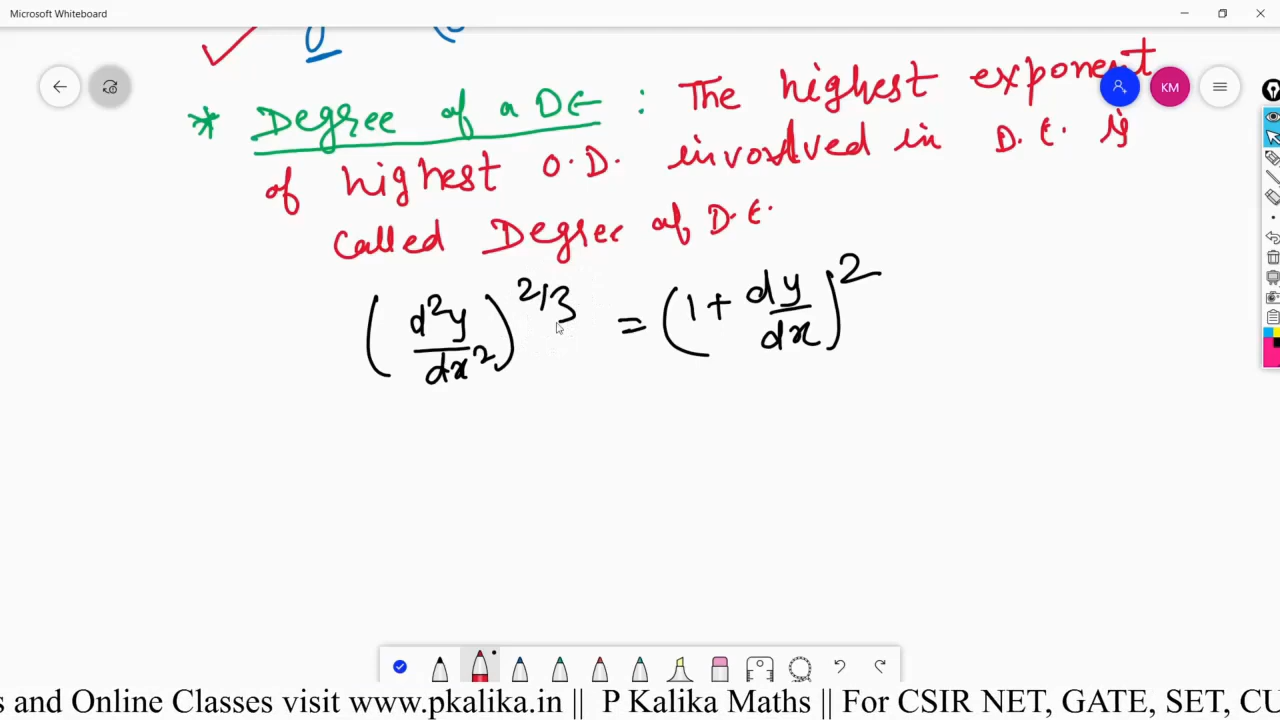 Microsoft Whiteboard
* Degree of a DE : The highest exponent
of highest O.D. involved in D.E. is
called Degree of D.E.
(d²y/dx²)^2/3 = (1 + dy/dx)²
KM
s and Online Classes visit www.pkalika.in || P Kalika Maths || For CSIR NET, GATE, SET, CU